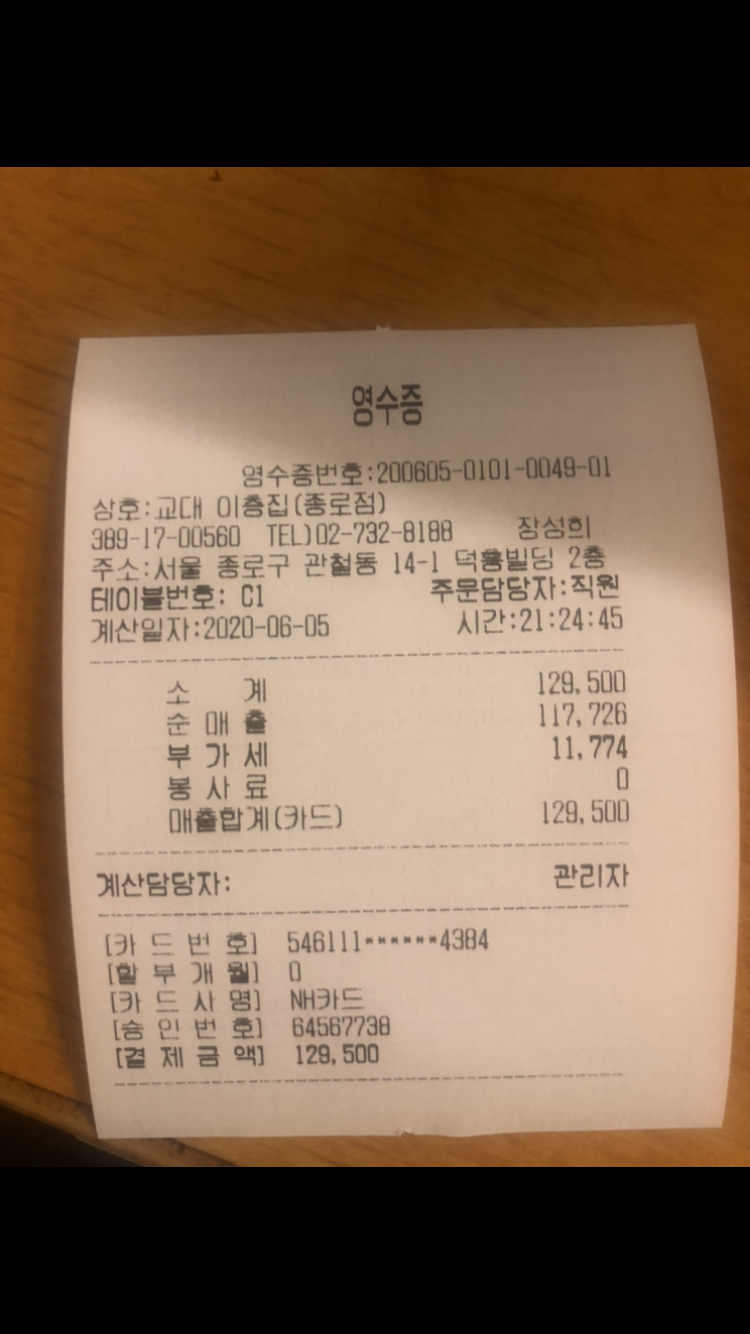 영수증
영수증번호:200605-0101-0049-01
상호:교대 이층집(종로점)
389-17-00560 TEL)02-732-8188 장성희
주소:서울 종로구 관철동 14-1 덕흥빌딩 2층
테이블번호: C1 주문담당자:직원
계산일자:2020-06-05 시간:21:24:45
소 계 129,500
순 매 출 117,726
부 가 세 11,774
봉 사 료 0
매출합계(카드) 129,500
계산담당자: 관리자
[카 드 번 호] 546111******4384
[할 부 개 월] 0
[카 드 사 명] NH카드
[승 인 번 호] 64567738
[결 제 금 액] 129,500